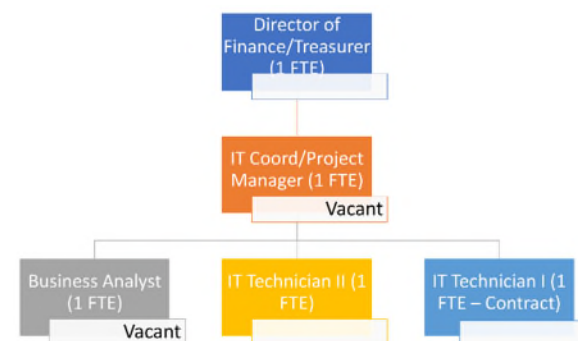 Director of
Finance/Treasurer
(1 FTE)
IT Coord/Project
Manager (1 FTE)
Vacant
Business Analyst
(1 FTE)
Vacant
IT Technician II (1
FTE)
IT Technician I (1
FTE – Contract)